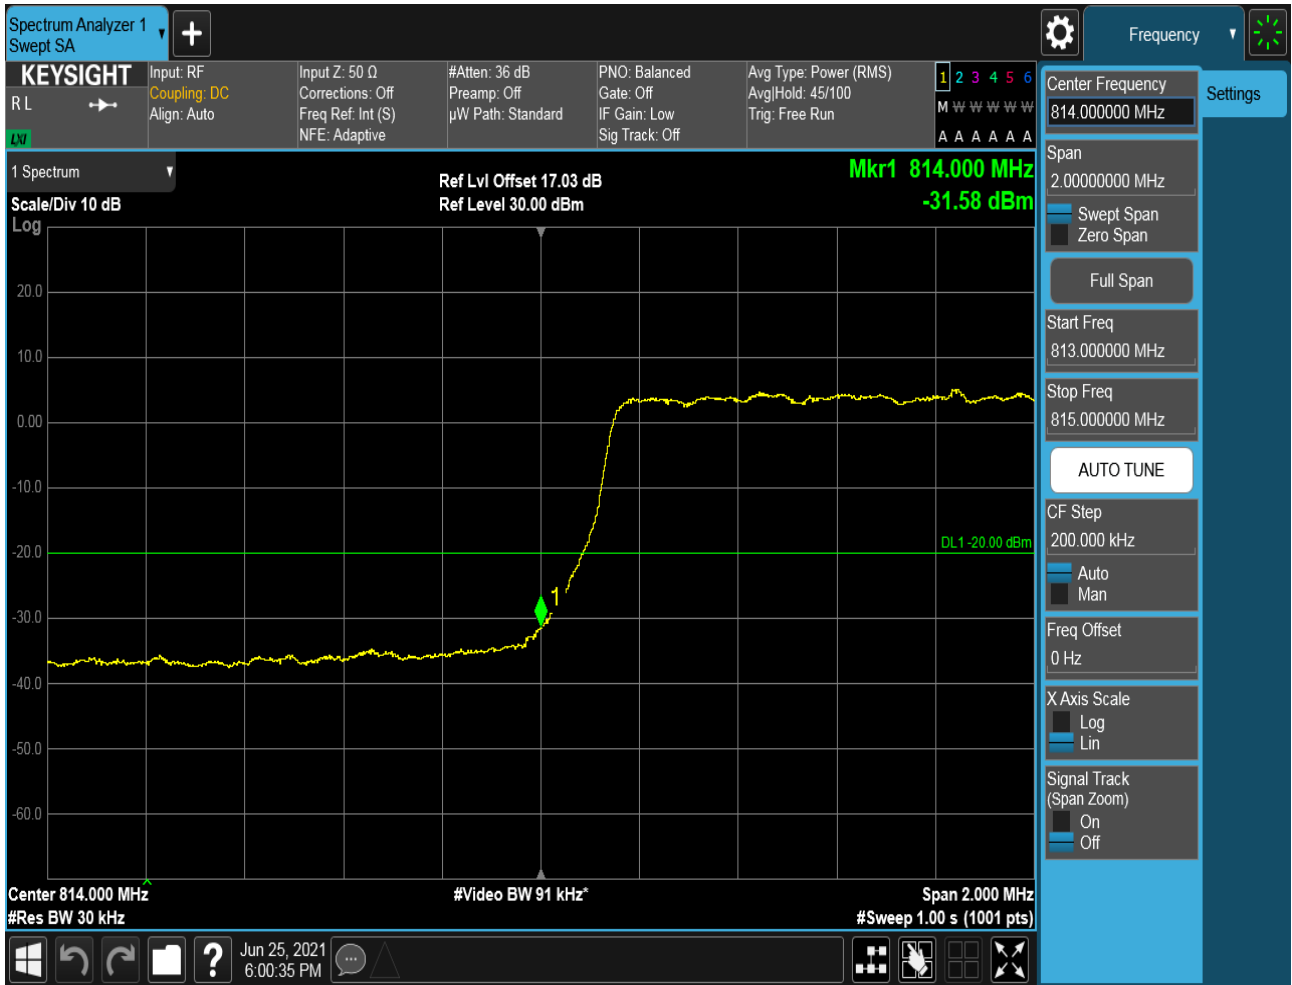 Spectrum Analyzer 1
Swept SA
Frequency
KEYSIGHT
R L
LXI
Input: RF
Coupling: DC
Align: Auto
Input Z: 50 Ω
Corrections: Off
Freq Ref: Int (S)
NFE: Adaptive
#Atten: 36 dB
Preamp: Off
µW Path: Standard
PNO: Balanced
Gate: Off
IF Gain: Low
Sig Track: Off
Avg Type: Power (RMS)
Avg|Hold: 45/100
Trig: Free Run
1 2 3 4 5 6
M W W W W W
A A A A A A
1 Spectrum
Scale/Div 10 dB
Log
Ref Lvl Offset 17.03 dB
Ref Level 30.00 dBm
Mkr1 814.000 MHz
-31.58 dBm
20.0
10.0
0.00
-10.0
-20.0
-30.0
-40.0
-50.0
-60.0
DL1 -20.00 dBm
1
Center 814.000 MHz
#Res BW 30 kHz
#Video BW 91 kHz*
Span 2.000 MHz
#Sweep 1.00 s (1001 pts)
Jun 25, 2021
6:00:35 PM
Center Frequency
814.000000 MHz
Settings
Span
2.00000000 MHz
Swept Span
Zero Span
Full Span
Start Freq
813.000000 MHz
Stop Freq
815.000000 MHz
AUTO TUNE
CF Step
200.000 kHz
Auto
Man
Freq Offset
0 Hz
X Axis Scale
Log
Lin
Signal Track
(Span Zoom)
On
Off